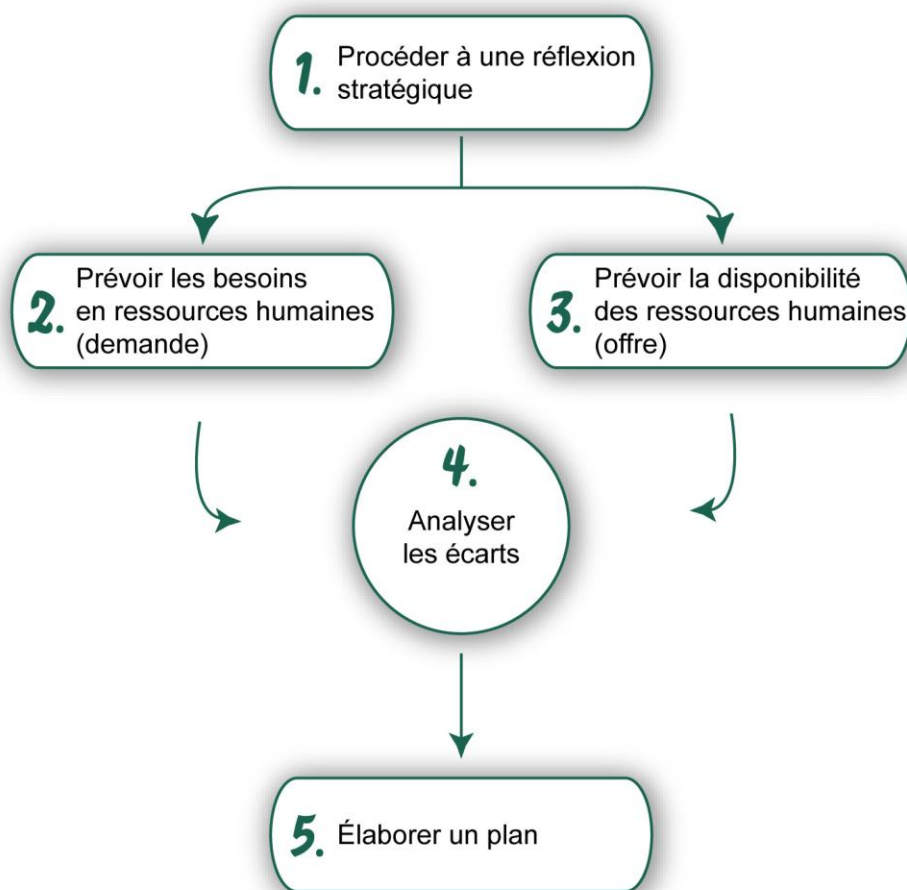 1. Procéder à une réflexion
stratégique
2. Prévoir les besoins
en ressources humaines
(demande)
3. Prévoir la disponibilité
des ressources humaines
(offre)
4.
Analyser
les écarts
5. Élaborer un plan